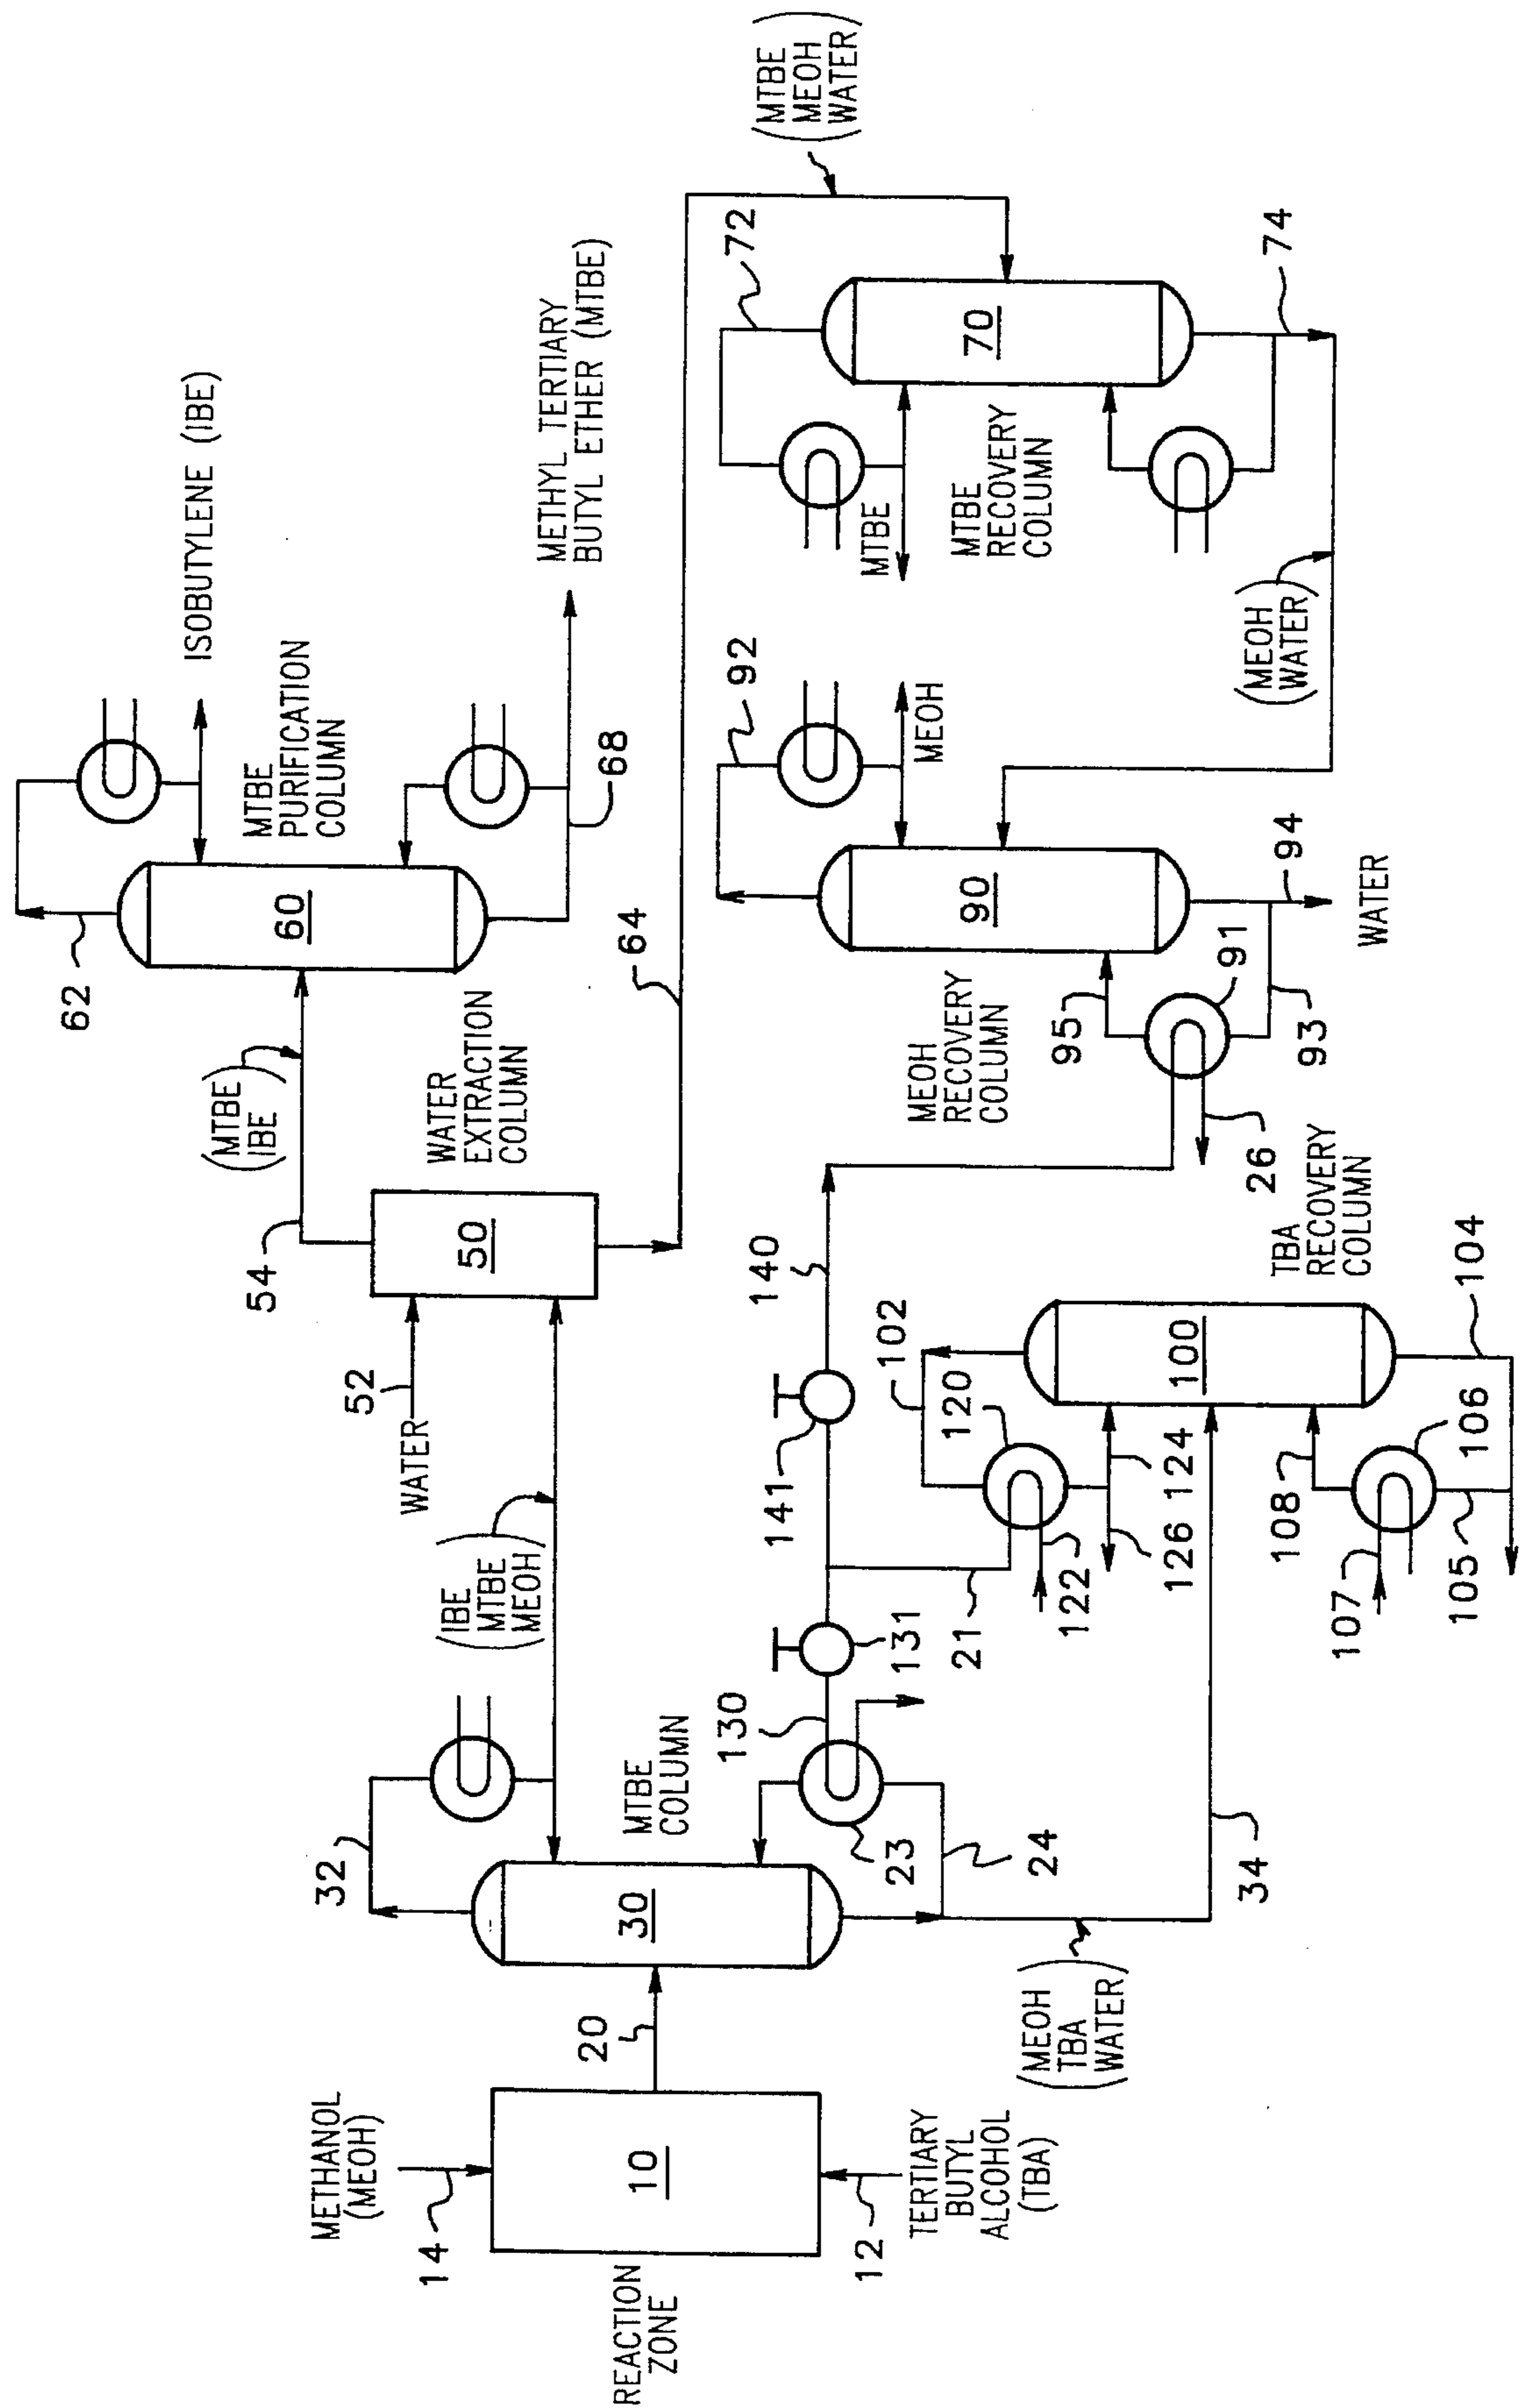 METHANOL
(MEOH)
14
REACTION
ZONE
10
12
TERTIARY
BUTYL
ALCOHOL
(TBA)
20
32
30
MTBE
COLUMN
23
24
34
(MEOH
TBA
WATER)
130
131
(IBE
MTBE
MEOH)
WATER
52
50
WATER
EXTRACTION
COLUMN
54
(MTBE
IBE)
62
60
MTBE
PURIFICATION
COLUMN
ISOBUTYLENE (IBE)
68
METHYL TERTIARY
BUTYL ETHER (MTBE)
64
(MTBE
MEOH
WATER)
72
70
MTBE
MTBE
RECOVERY
COLUMN
74
(MEOH
WATER)
92
MEOH
90
94
WATER
91
93
95
MEOH
RECOVERY
COLUMN
26
140
141
21
122
120
102
100
TBA
RECOVERY
COLUMN
124
126
104
106
108
107
105